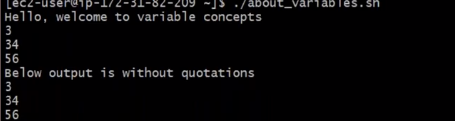 [ec2-user@ip-172-31-82-209 ~]$ ./about_variables.sh
Hello, welcome to variable concepts
3
34
56
Below output is without quotations
3
34
56